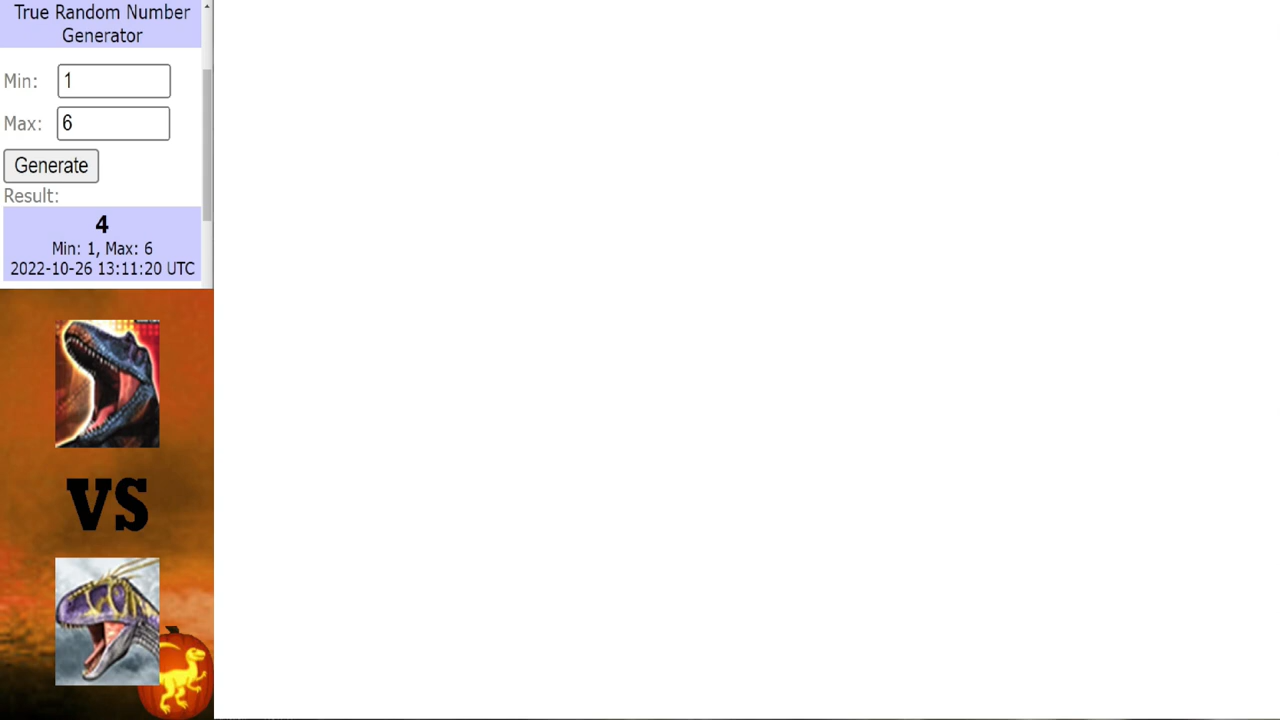 True Random Number
Generator
Min: 1
Max: 6
Generate
Result:
4
Min: 1, Max: 6
2022-10-26 13:11:20 UTC
VS